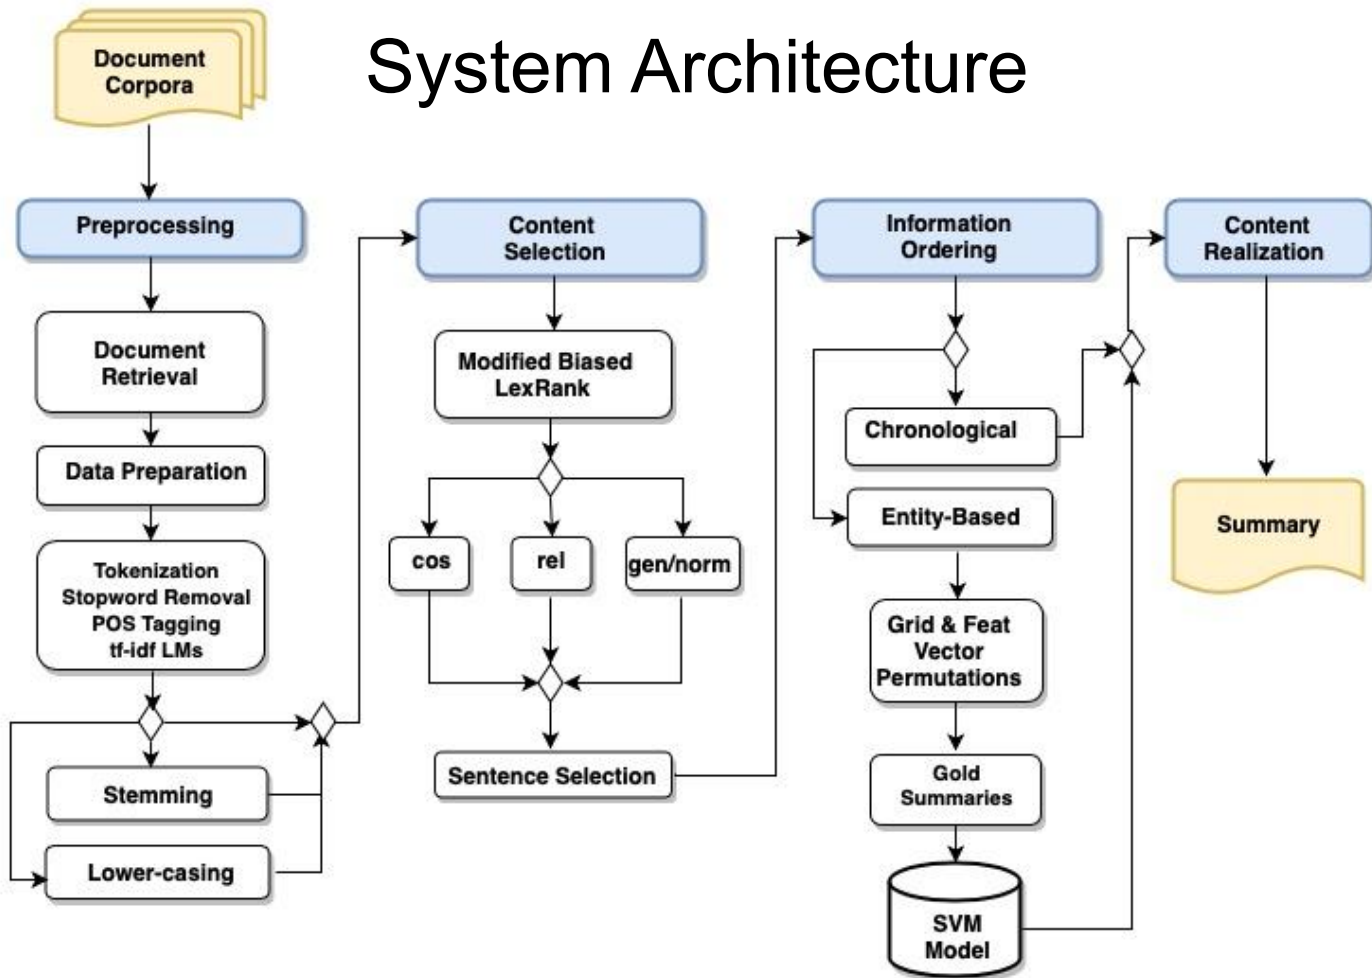 System Architecture
Document
Corpora
Preprocessing
Document
Retrieval
Data Preparation
Tokenization
Stopword Removal
POS Tagging
tf-idf LMs
Stemming
Lower-casing
Content
Selection
Modified Biased
LexRank
cos
rel
gen/norm
Sentence Selection
Information
Ordering
Chronological
Entity-Based
Grid & Feat
Vector
Permutations
Gold
Summaries
SVM
Model
Content
Realization
Summary